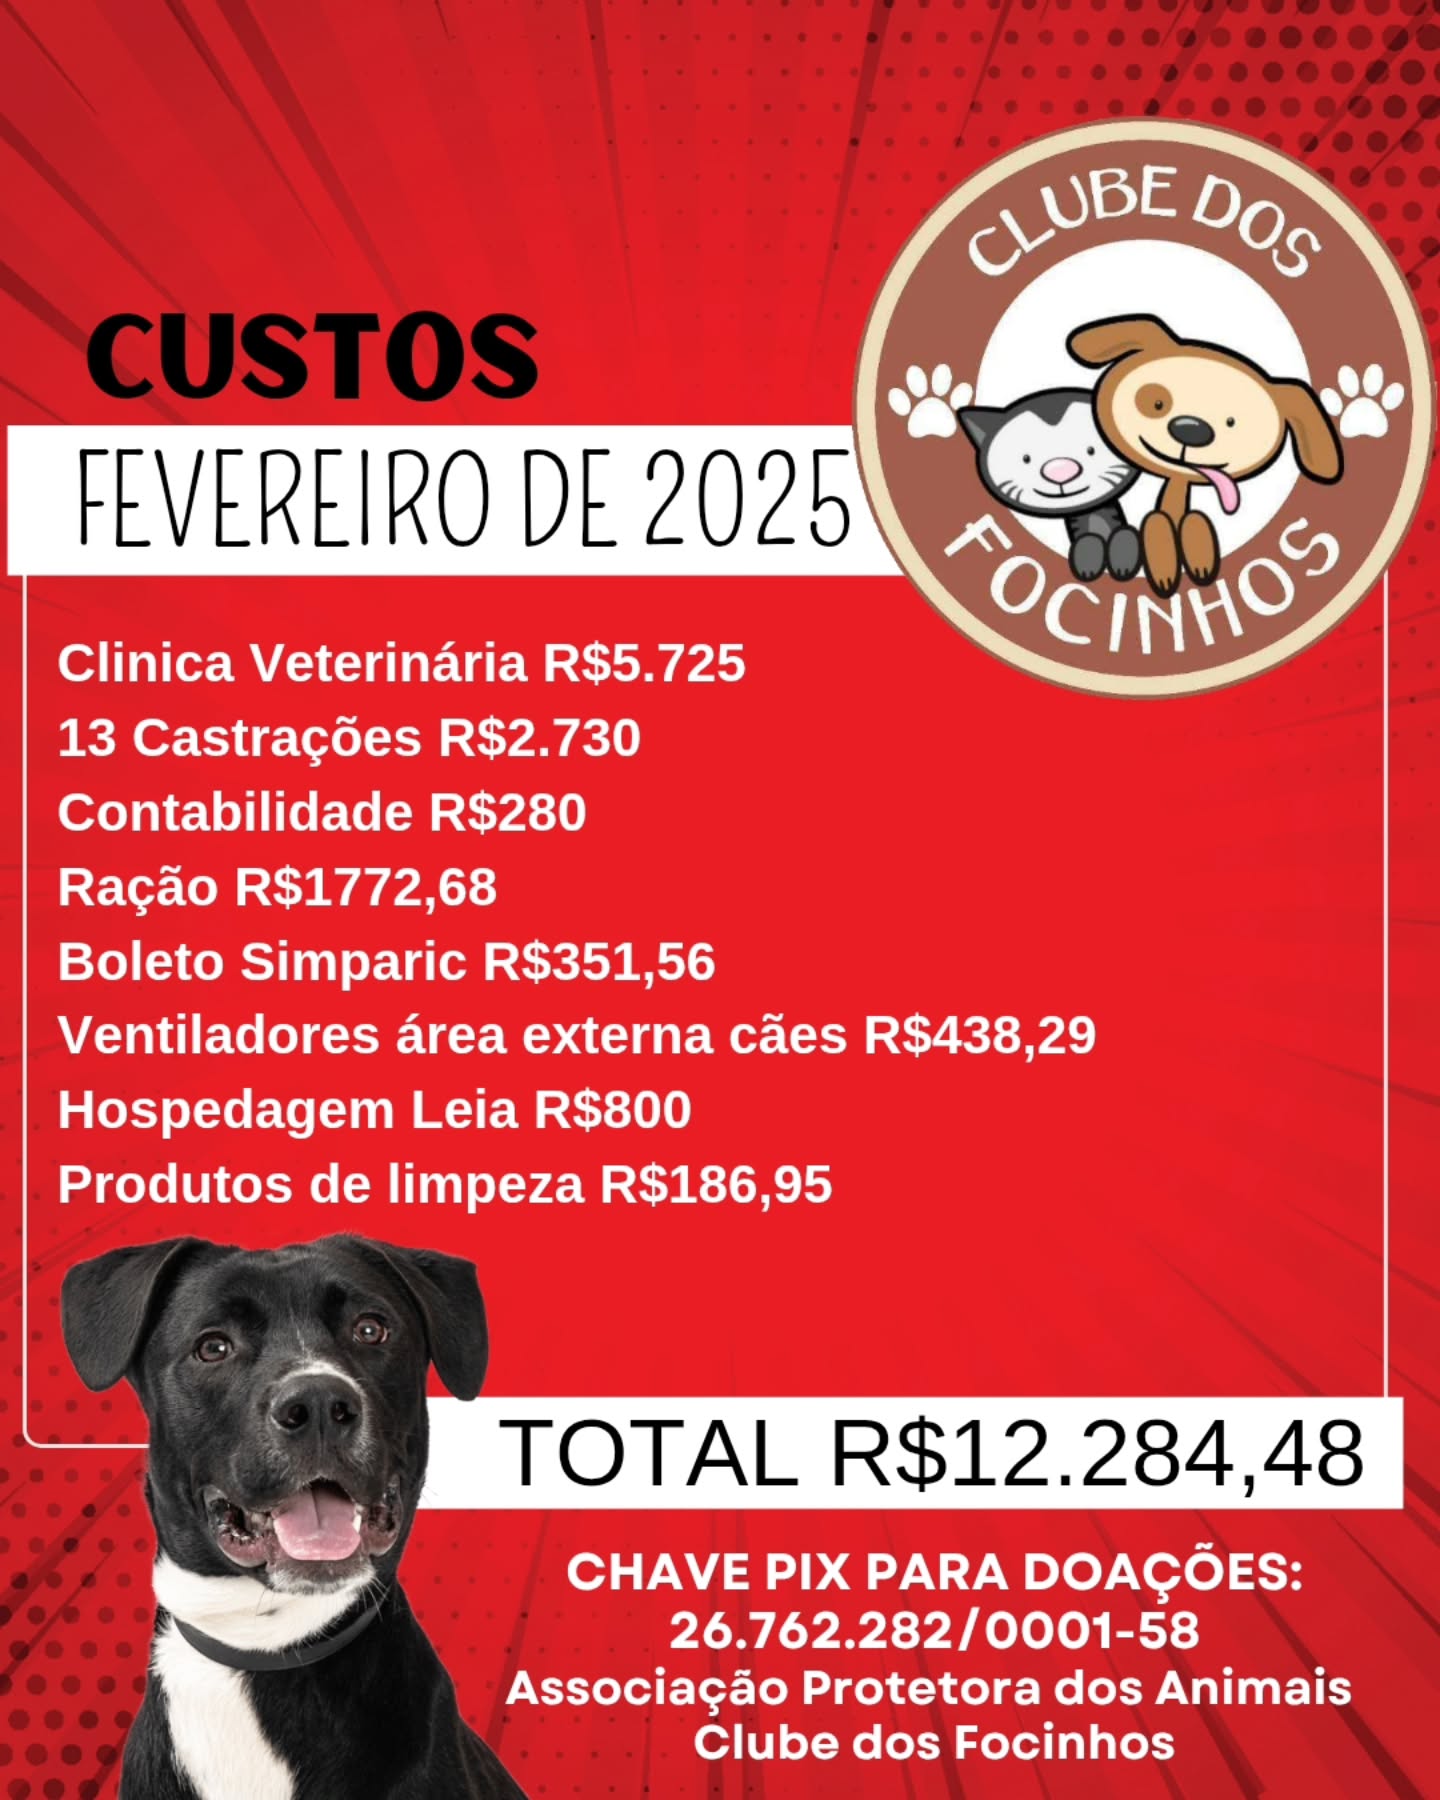 CLUBE DOS
FOCINHOS
CUSTOS
FEVEREIRO DE 2025
Clinica Veterinária R$5.725
13 Castrações R$2.730
Contabilidade R$280
Ração R$1772,68
Boleto Simparic R$351,56
Ventiladores área externa cães R$438,29
Hospedagem Leia R$800
Produtos de limpeza R$186,95
TOTAL R$12.284,48
CHAVE PIX PARA DOAÇÕES:
26.762.282/0001-58
Associação Protetora dos Animais
Clube dos Focinhos